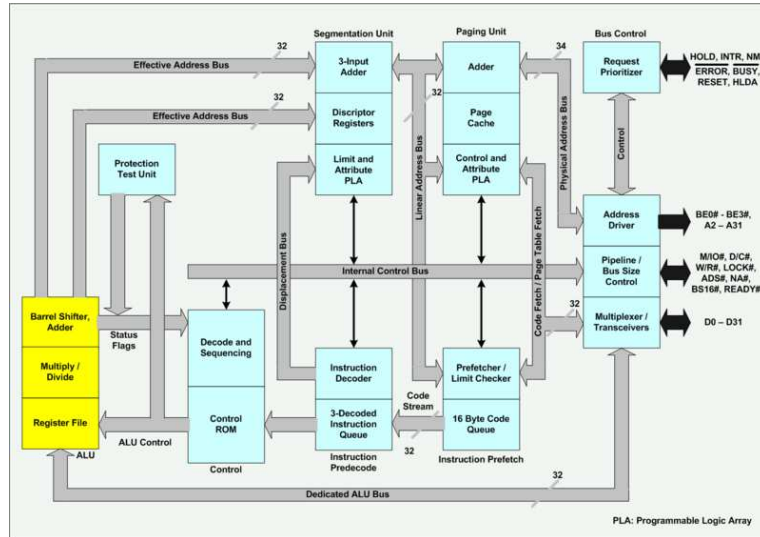 Segmentation Unit
Paging Unit
Bus Control
32
34
3-Input
Adder
Adder
Request
Prioritizer
HOLD, INTR, NM
ERROR, BUSY,
RESET, HLDA
Effective Address Bus
32
32
Effective Address Bus
Discriptor
Registers
Page
Cache
Protection
Test Unit
Limit and
Attribute
PLA
Control and
Attribute
PLA
Linear Address Bus
Physical Address Bus
Control
Address
Driver
BE0# - BE3#,
A2 – A31
Displacement Bus
Internal Control Bus
Code Fetch / Page Table Fetch
Pipeline /
Bus Size
Control
M/IO#, D/C#,
W/R#, LOCK#,
ADS#, NA#,
BS16#, READY#
Barrel Shifter,
Adder
Status
Flags
Decode and
Sequencing
32
Multiplexer /
Transceivers
D0 – D31
Multiply /
Divide
Instruction
Decoder
Prefetcher /
Limit Checker
Code
Stream
Register File
ALU Control
Control
ROM
3-Decoded
Instruction
Queue
16 Byte Code
Queue
32
ALU
Control
Instruction
Predecode
Instruction Prefetch
32
Dedicated ALU Bus
PLA: Programmable Logic Array